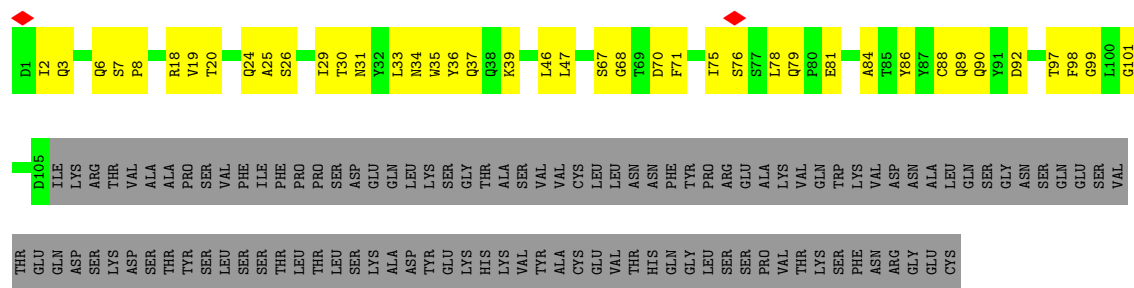 D1 I2 Q3 Q6 S7 P8 R18 V19 T20 Q24 A25 S26 I29 T30 N31 Y32 L33 N34 W35 Y36 Q37 Q38 K39 L46 L47 S67 G68 T69 D70 F71 I75 S76 S77 L78 Q79 P80 E81 A84 T85 Y86 Y87 C88 Q89 Q90 Y91 D92 T97 F98 G99 L100 G101
D105 ILE LYS ARG THR VAL ALA ALA PRO SER VAL PHE ILE PHE PRO PRO SER ASP GLU GLN LEU LYS SER GLY THR ALA SER VAL VAL CYS LEU LEU ASN ASN PHE TYR PRO ARG GLU ALA LYS VAL GLN TRP LYS VAL ASP ASN ALA LEU GLN SER GLY ASN SER GLN GLU SER VAL
THR GLU GLN ASP SER LYS ASP SER THR TYR SER LEU SER SER THR LEU THR LEU SER LYS ALA ASP TYR GLU LYS HIS LYS VAL TYR ALA CYS GLU VAL THR HIS GLN GLY LEU SER SER PRO VAL THR LYS SER PHE ASN ARG GLY GLU CYS